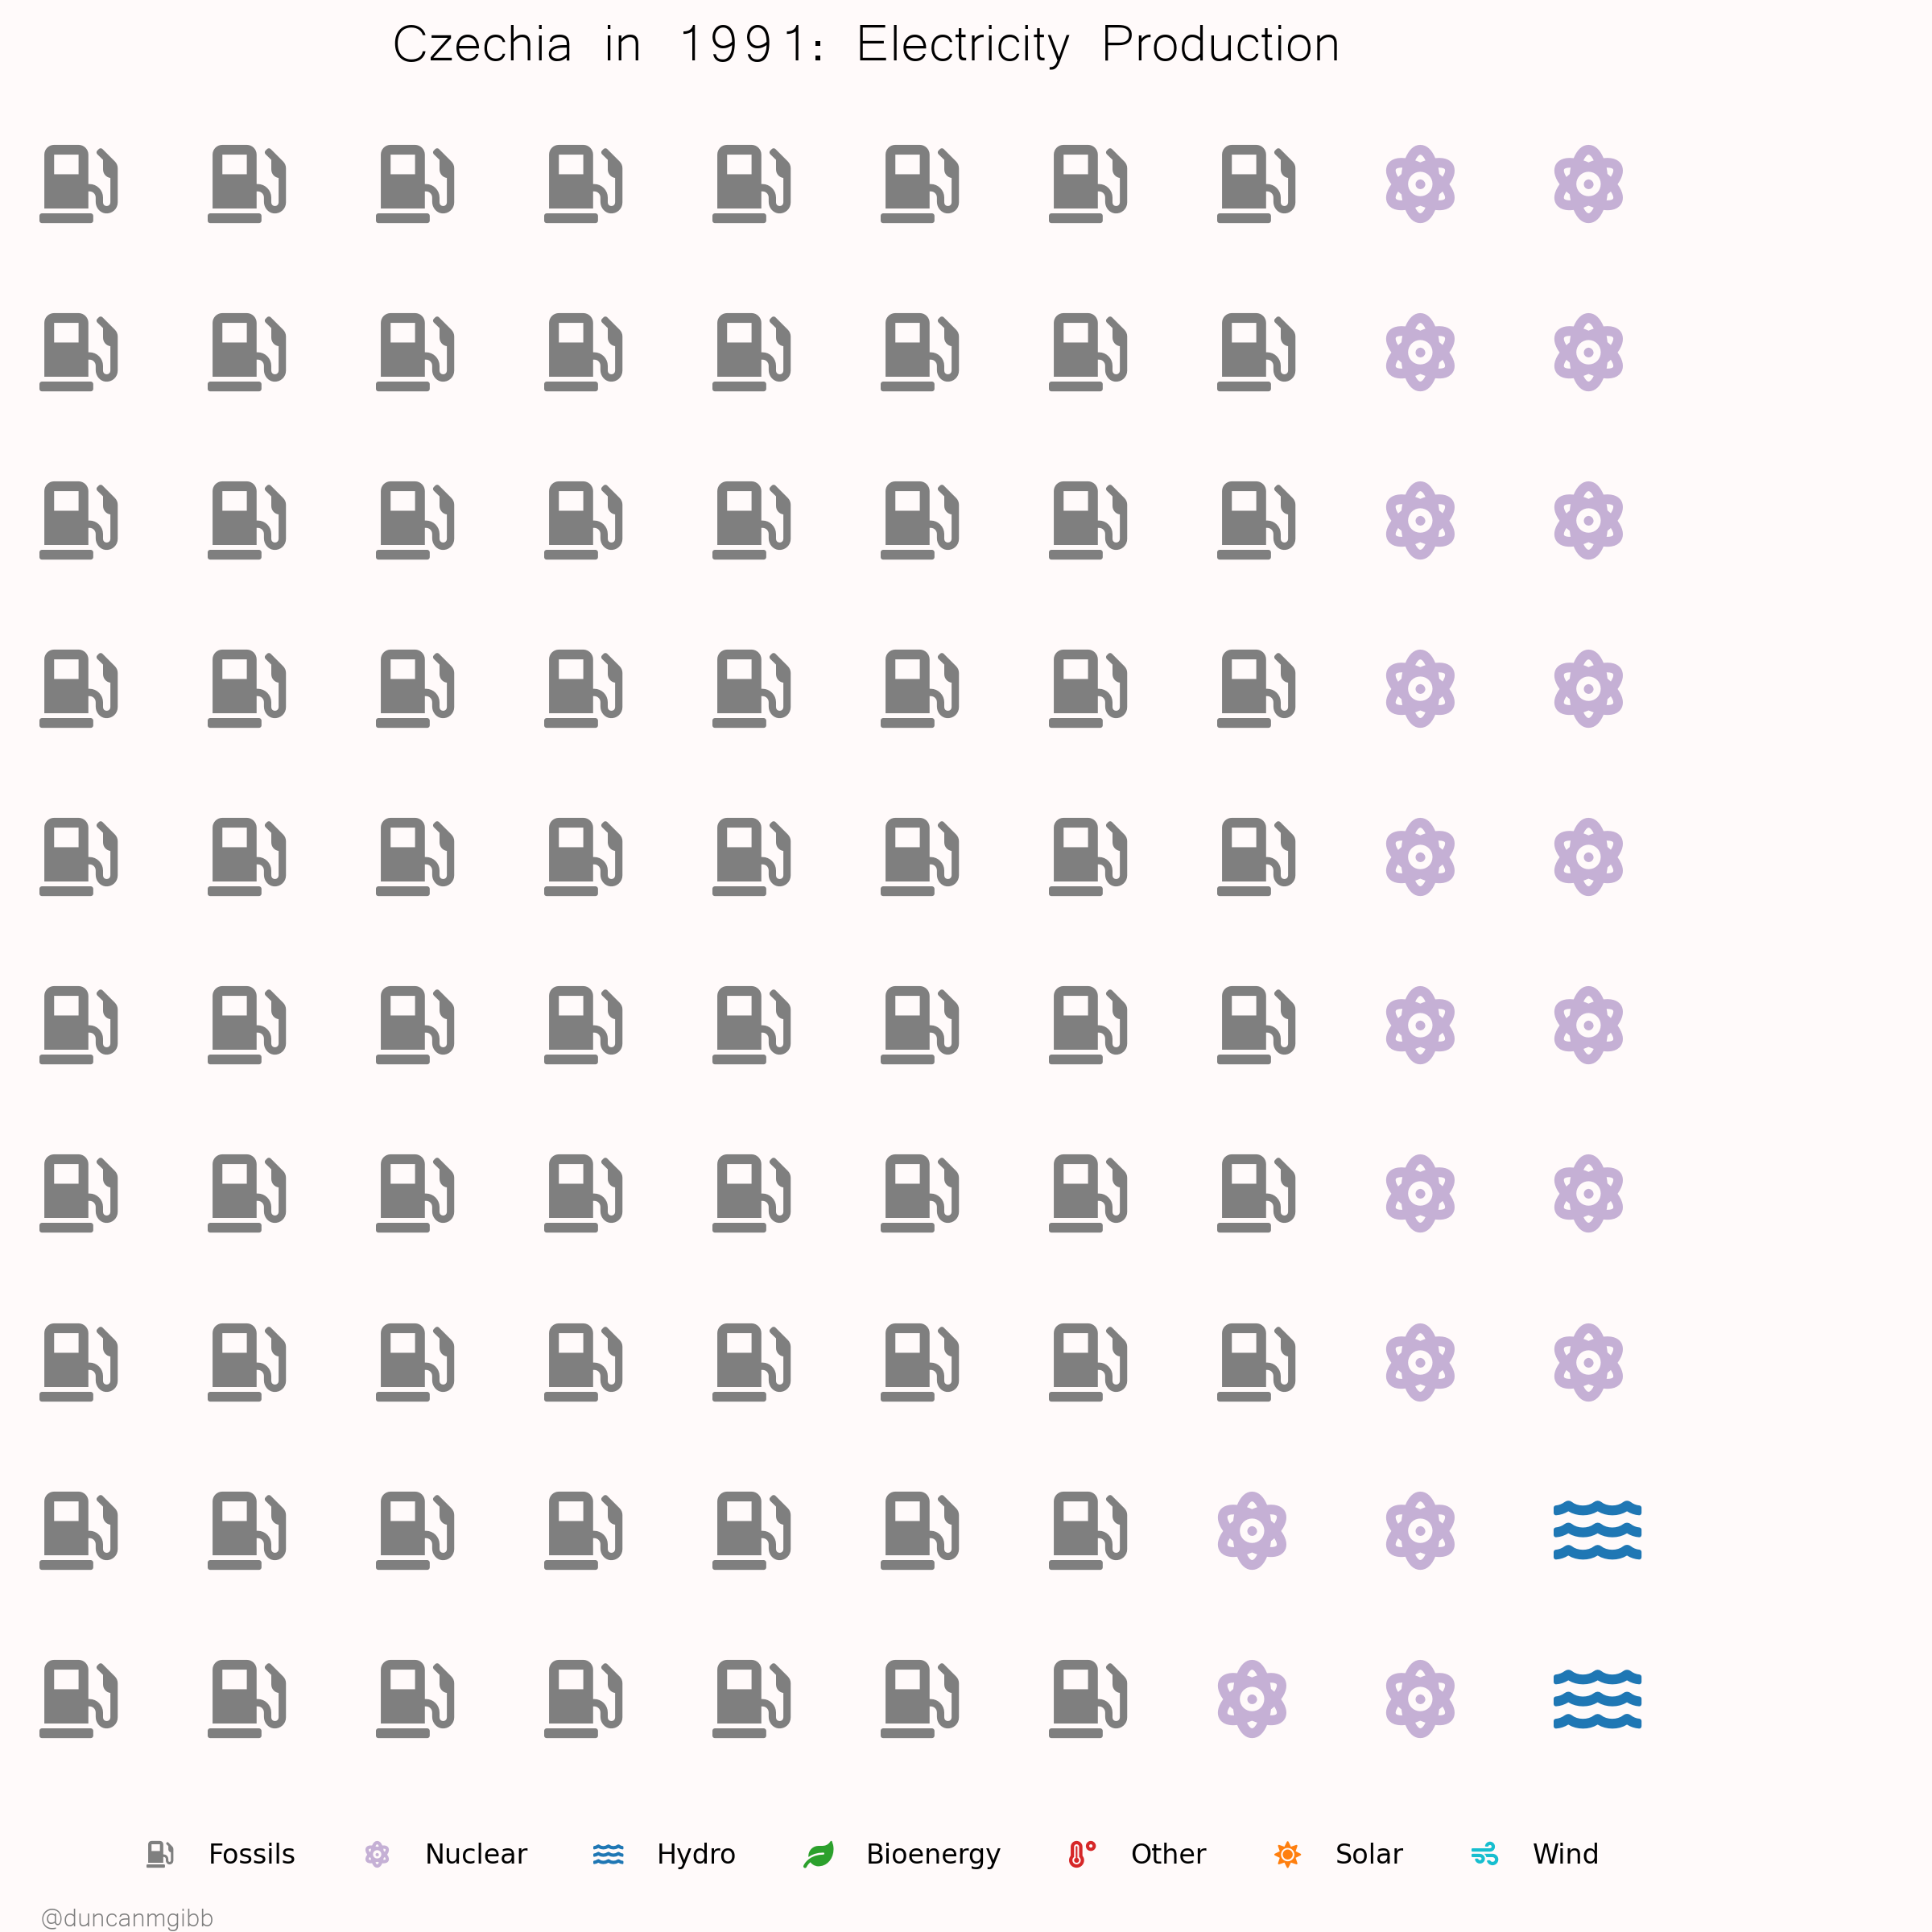 Czechia in 1991: Electricity Production
Fossils Nuclear Hydro Bioenergy Other Solar Wind
@duncanmgibb